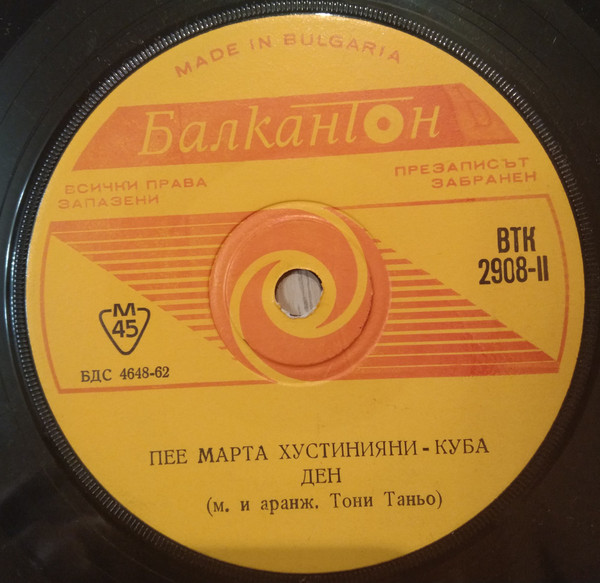 MADE IN BULGARIA
Балкантон
ВСИЧКИ ПРАВА
ЗАПАЗЕНИ
ПРЕЗАПИСЪТ
ЗАБРАНЕН
ВТК
2908-II
М
45
БДС 4648-62
ПЕЕ МАРТА ХУСТИНИЯНИ - КУБА
ДЕН
(м. и аранж. Тони Таньо)